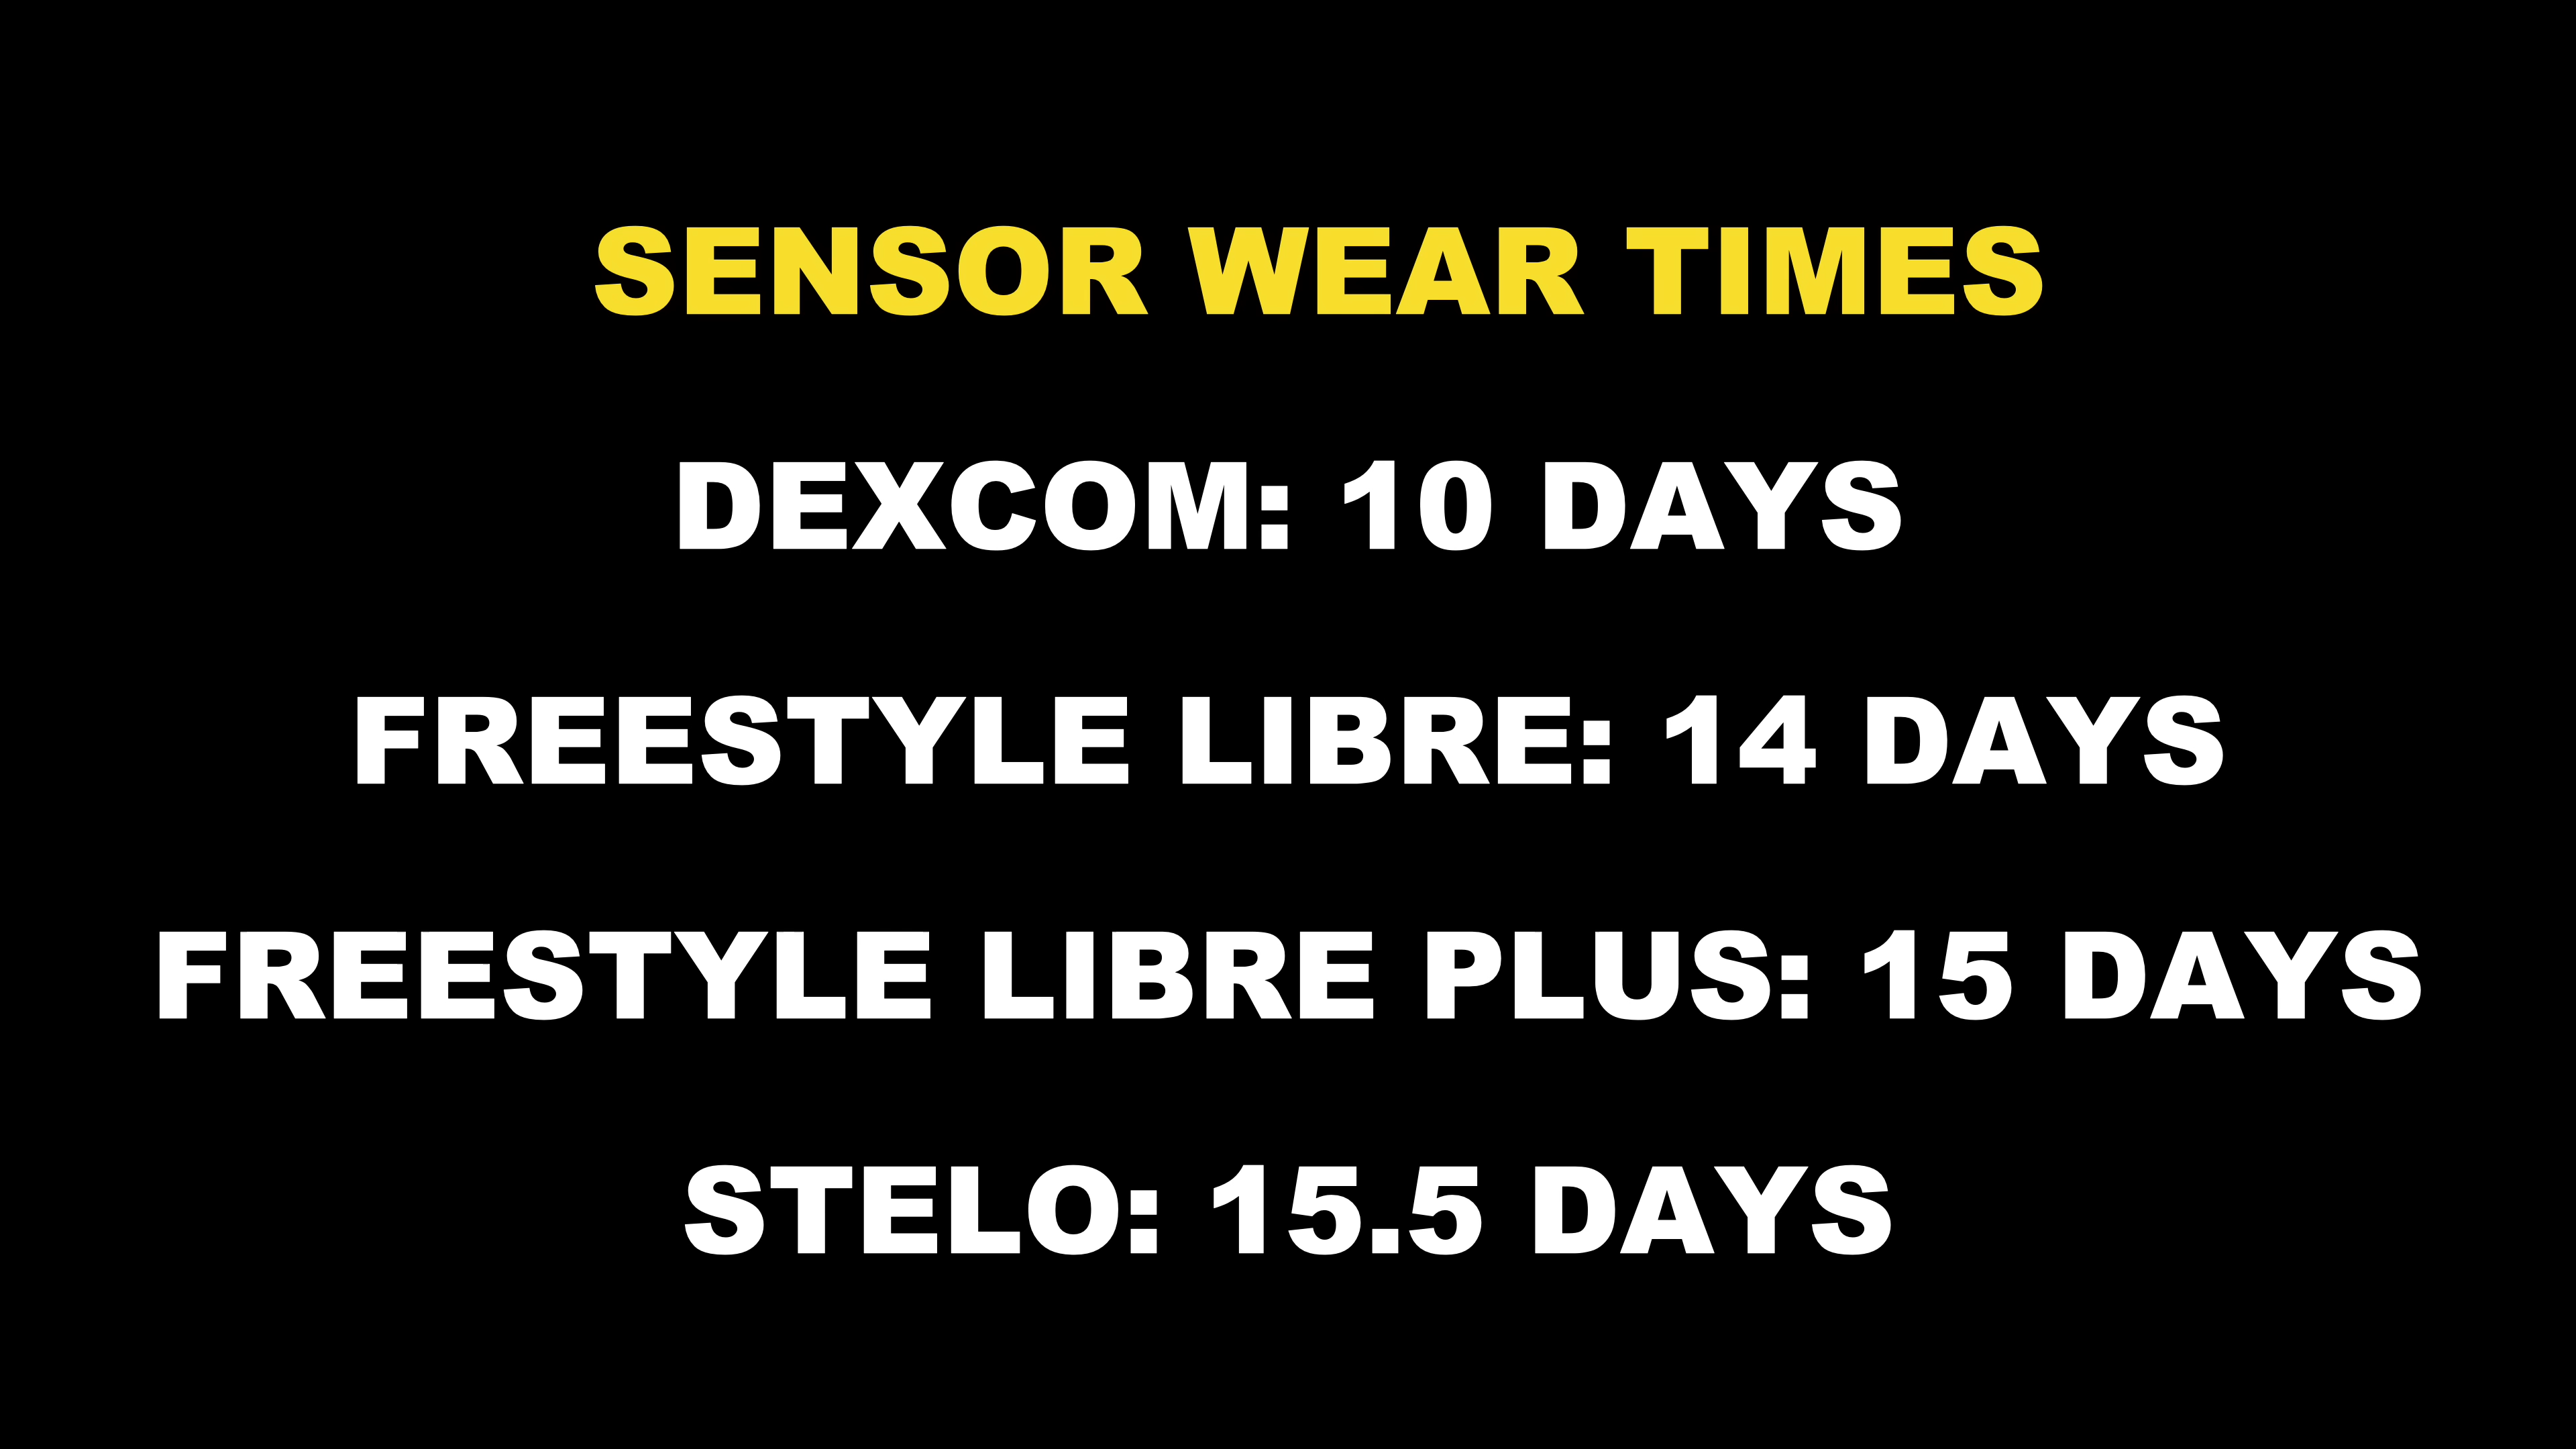 SENSOR WEAR TIMES
DEXCOM: 10 DAYS
FREESTYLE LIBRE: 14 DAYS
FREESTYLE LIBRE PLUS: 15 DAYS
STELO: 15.5 DAYS